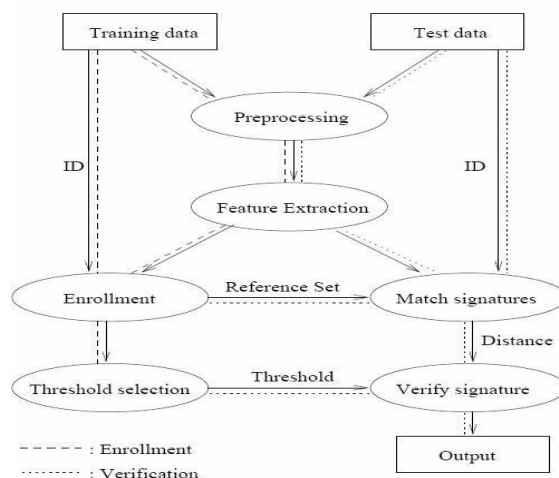 Training data
Test data
Preprocessing
ID
ID
Feature Extraction
Enrollment
Reference Set
Match signatures
Distance
Threshold selection
Threshold
Verify signature
: Enrollment
: Verification
Output